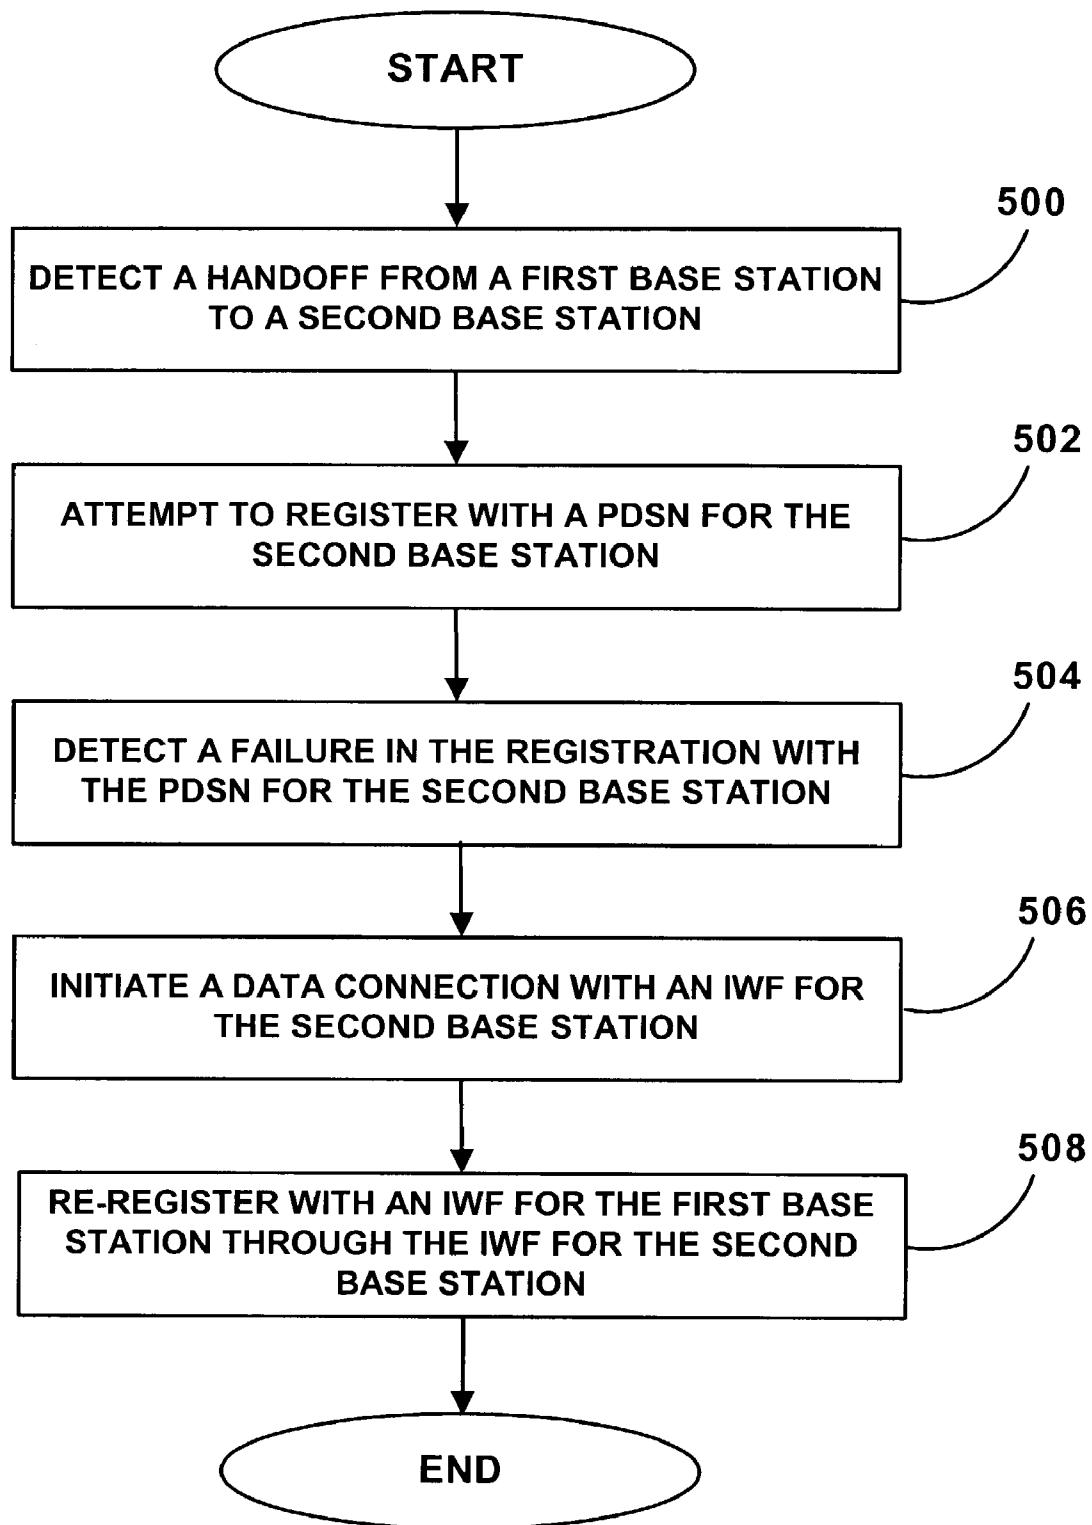 START
500
DETECT A HANDOFF FROM A FIRST BASE STATION
TO A SECOND BASE STATION
502
ATTEMPT TO REGISTER WITH A PDSN FOR THE
SECOND BASE STATION
504
DETECT A FAILURE IN THE REGISTRATION WITH
THE PDSN FOR THE SECOND BASE STATION
506
INITIATE A DATA CONNECTION WITH AN IWF FOR
THE SECOND BASE STATION
508
RE-REGISTER WITH AN IWF FOR THE FIRST BASE
STATION THROUGH THE IWF FOR THE SECOND
BASE STATION
END